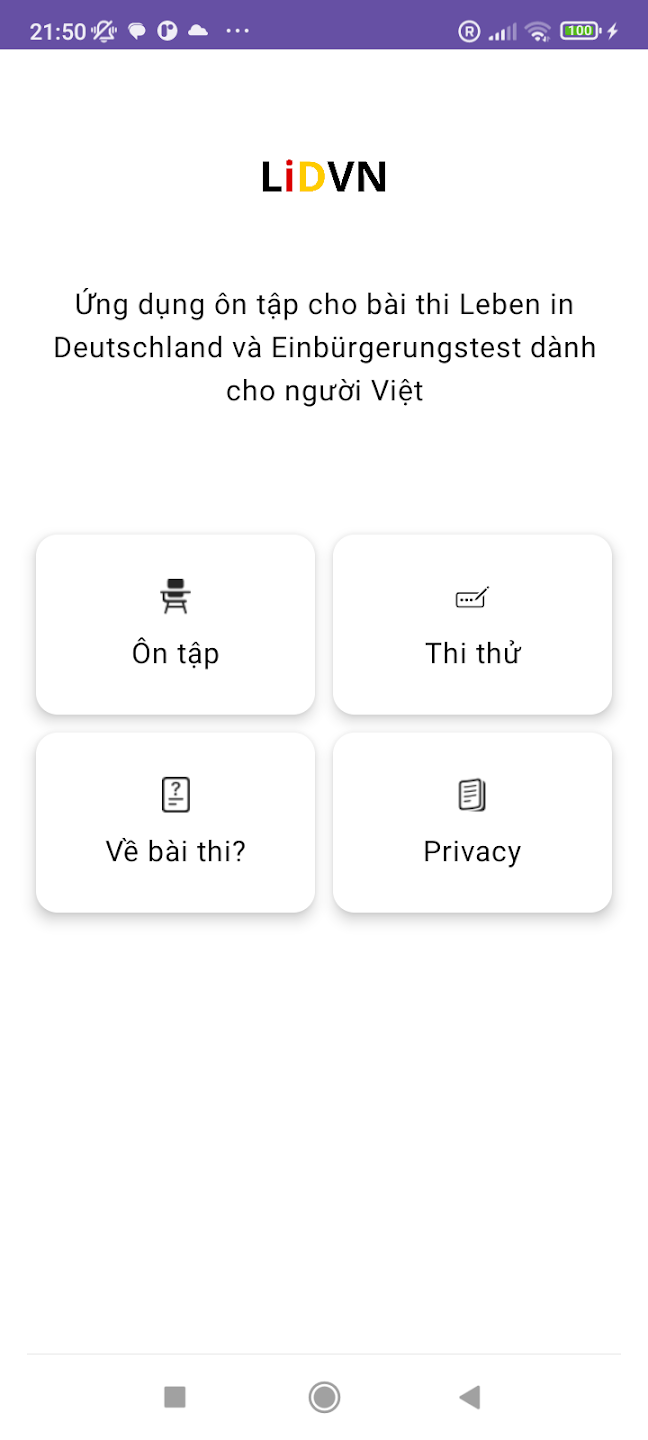 21:50
100
LiDVN
Ứng dụng ôn tập cho bài thi Leben in
Deutschland và Einbürgerungstest dành
cho người Việt
Ôn tập
Thi thử
Về bài thi?
Privacy